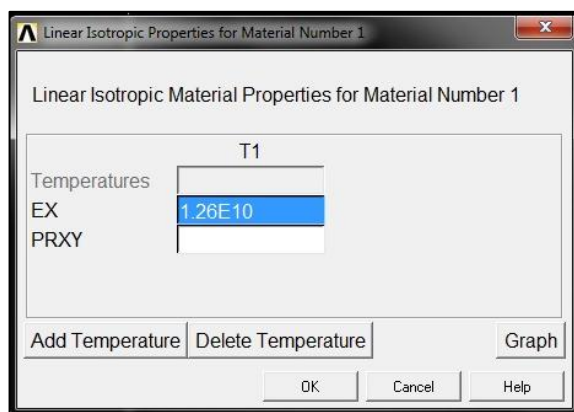 Linear Isotropic Properties for Material Number 1
Linear Isotropic Material Properties for Material Number 1
T1
Temperatures
EX 1.26E10
PRXY
Add Temperature Delete Temperature Graph
OK Cancel Help